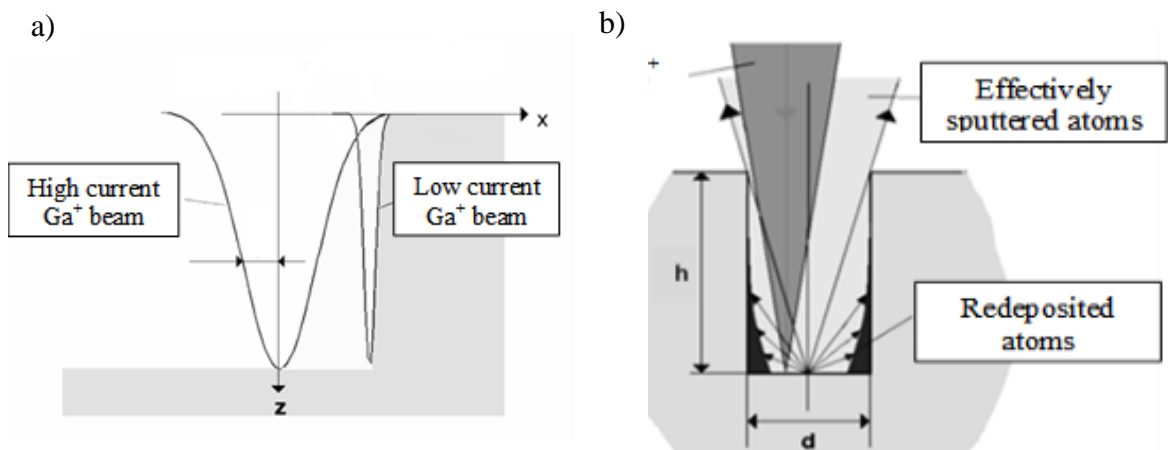 a)
x
High current
Ga⁺ beam
Low current
Ga⁺ beam
z
b)
+
Effectively
sputtered atoms
h
Redeposited
atoms
d